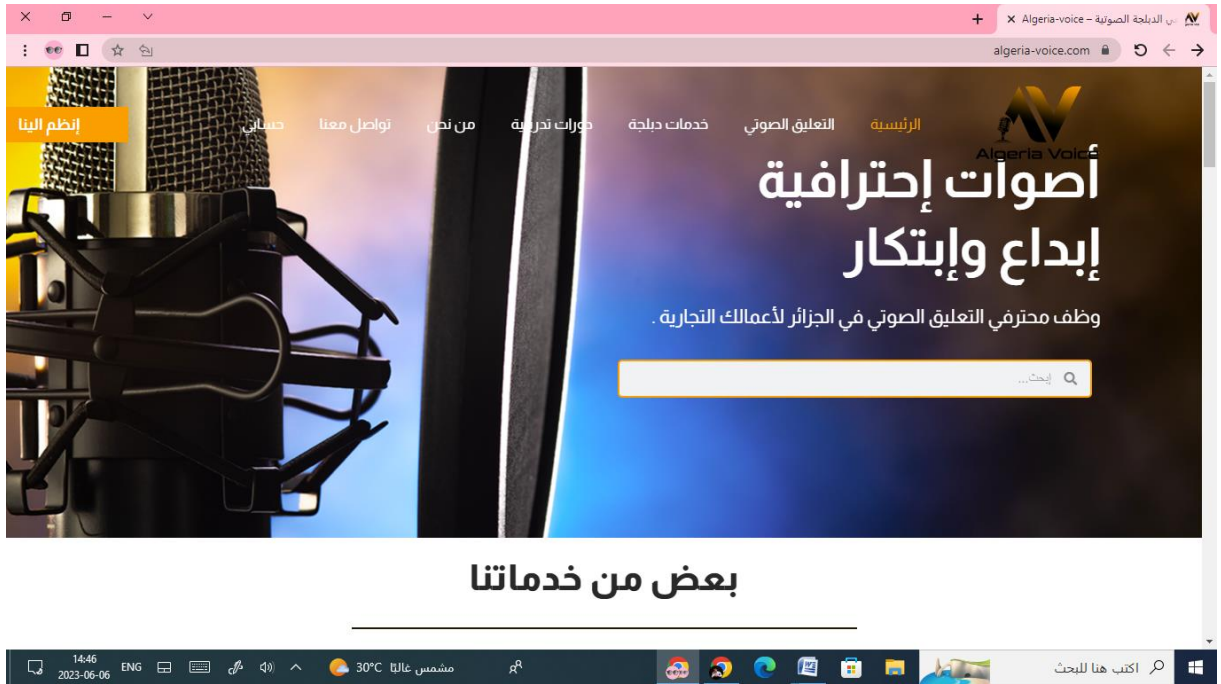 الدبلجة الصوتية – Algeria-voice
algeria-voice.com
Algeria Voice
الرئيسية
التعليق الصوتي
خدمات دبلجة
دورات تدريبية
من نحن
تواصل معنا
حسابي
إنظم الينا
أصوات إحترافية
إبداع وإبتكار
وظف محترفي التعليق الصوتي في الجزائر لأعمالك التجارية .
إبحث...
بعض من خدماتنا
اكتب هنا للبحث
مشمس غالبًا 30°C
ENG
14:46
2023-06-06